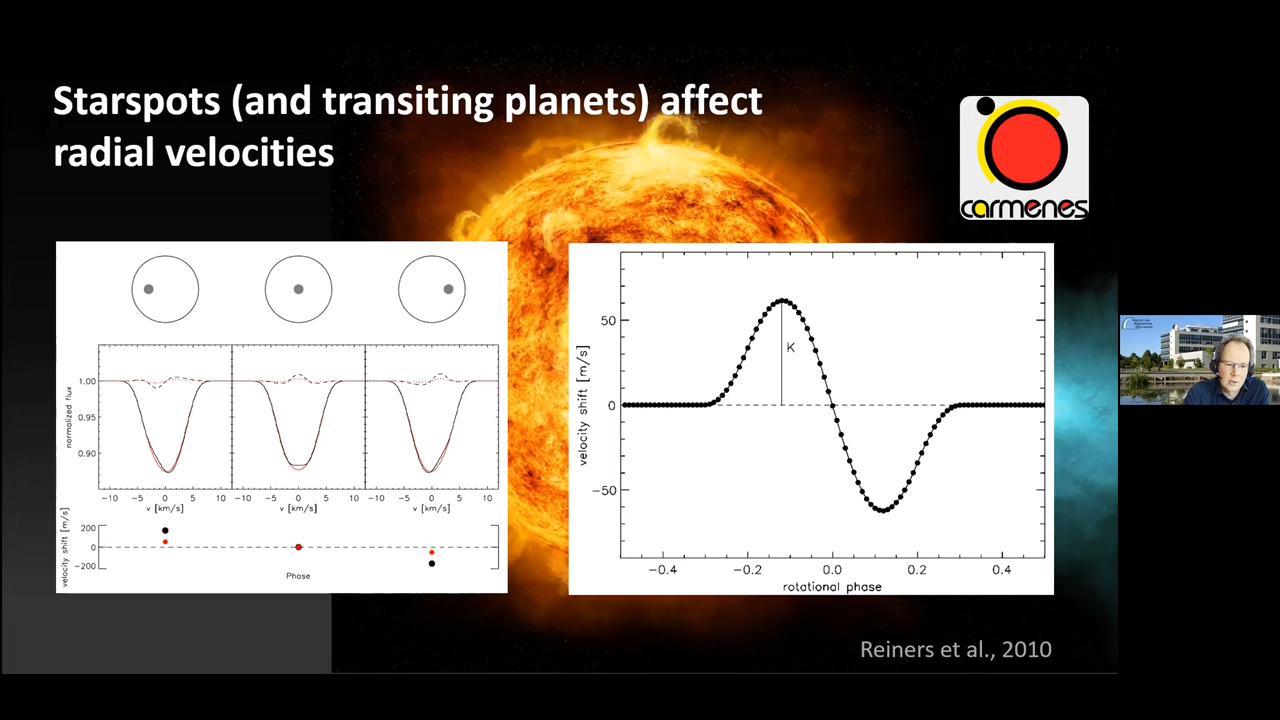 Starspots (and transiting planets) affect
radial velocities
carmenes
normalized flux
1.00
0.95
0.90
−10 −5 0 5 10
−10 −5 0 5 10
−10 −5 0 5 10
v [km/s]
v [km/s]
v [km/s]
velocity shift [m/s]
200
0
−200
Phase
velocity shift [m/s]
50
0
−50
K
−0.4 −0.2 0.0 0.2 0.4
rotational phase
Reiners et al., 2010